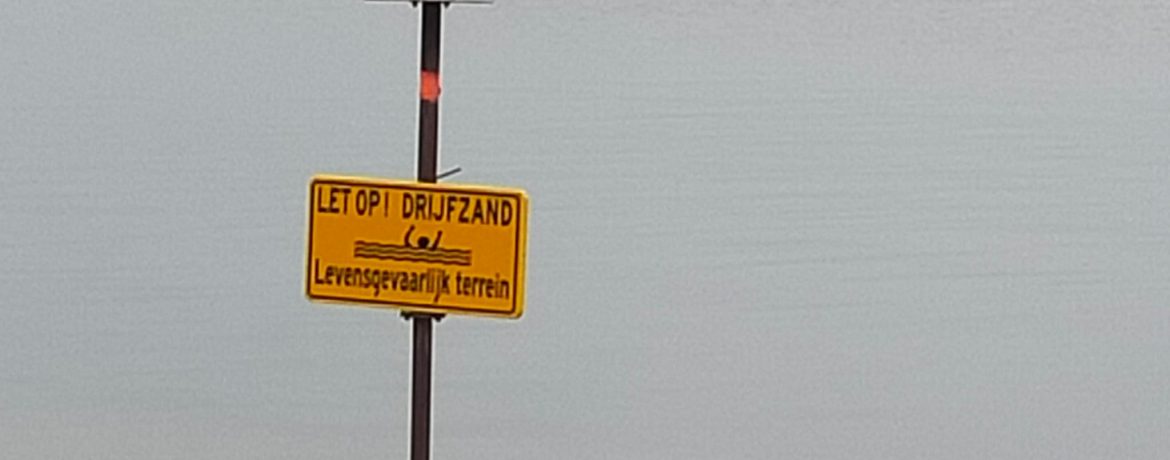 LET OP! DRIJFZAND
Levensgevaarlijk terrein